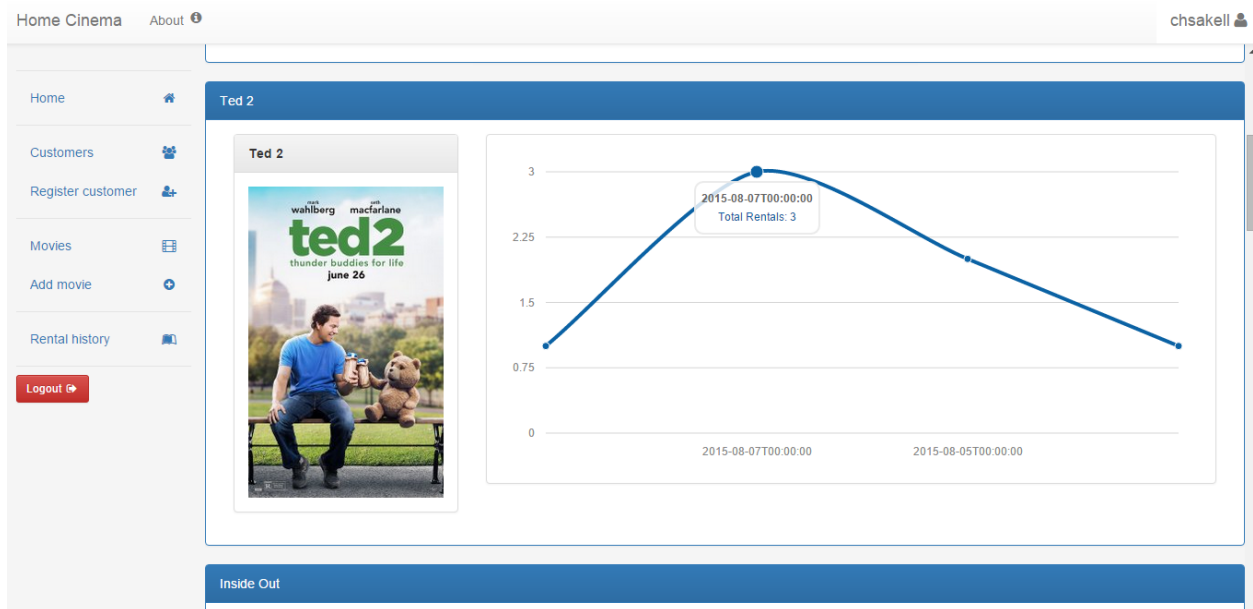 Home Cinema
About
chsakell
Home
Customers
Register customer
Movies
Add movie
Rental history
Logout
Ted 2
Ted 2
mark seth
wahlberg macfarlane
ted2
thunder buddies for life
june 26
3
2.25
1.5
0.75
0
2015-08-07T00:00:00
Total Rentals: 3
2015-08-07T00:00:00
2015-08-05T00:00:00
Inside Out